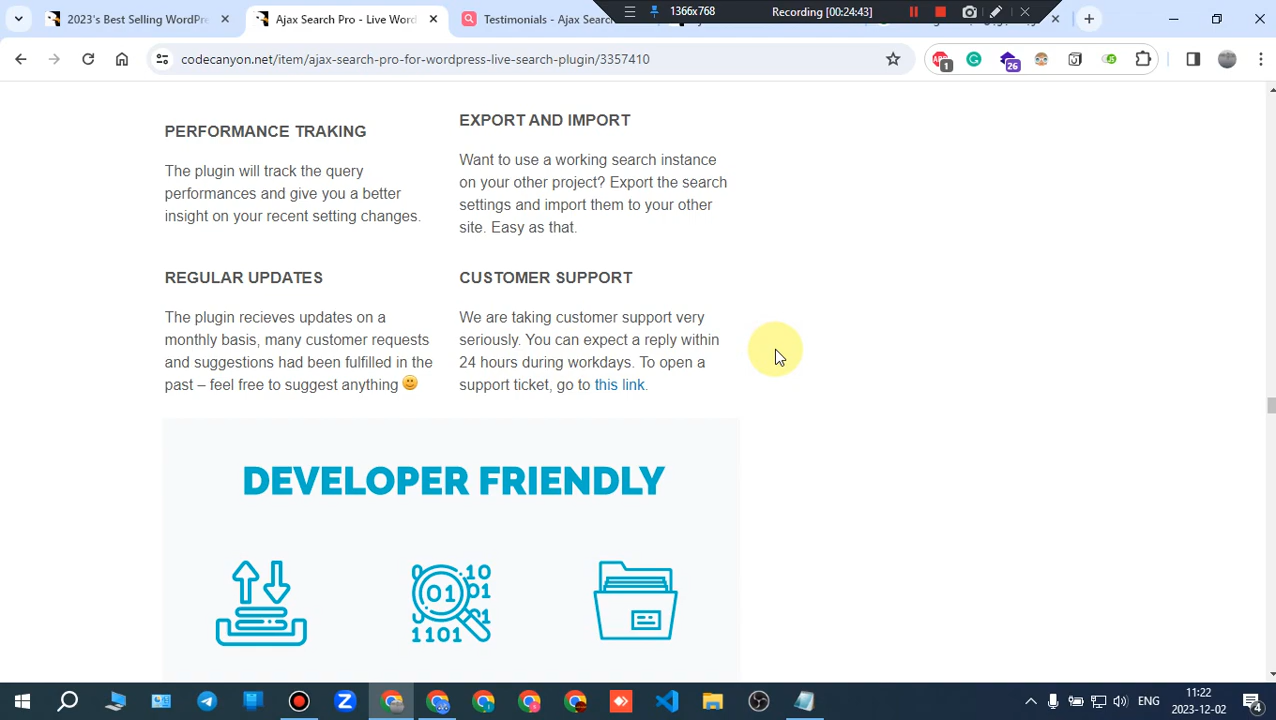 1366x768
Recording [00:24:43]
2023's Best Selling WordPre
Ajax Search Pro - Live Word
Testimonials - Ajax Searc
codecanyon.net/item/ajax-search-pro-for-wordpress-live-search-plugin/3357410
1
26
PERFORMANCE TRAKING
The plugin will track the query
performances and give you a better
insight on your recent setting changes.
EXPORT AND IMPORT
Want to use a working search instance
on your other project? Export the search
settings and import them to your other
site. Easy as that.
REGULAR UPDATES
The plugin recieves updates on a
monthly basis, many customer requests
and suggestions had been fulfilled in the
past – feel free to suggest anything 🙂
CUSTOMER SUPPORT
We are taking customer support very
seriously. You can expect a reply within
24 hours during workdays. To open a
support ticket, go to this link.
DEVELOPER FRIENDLY
ENG
11:22
2023-12-02
4